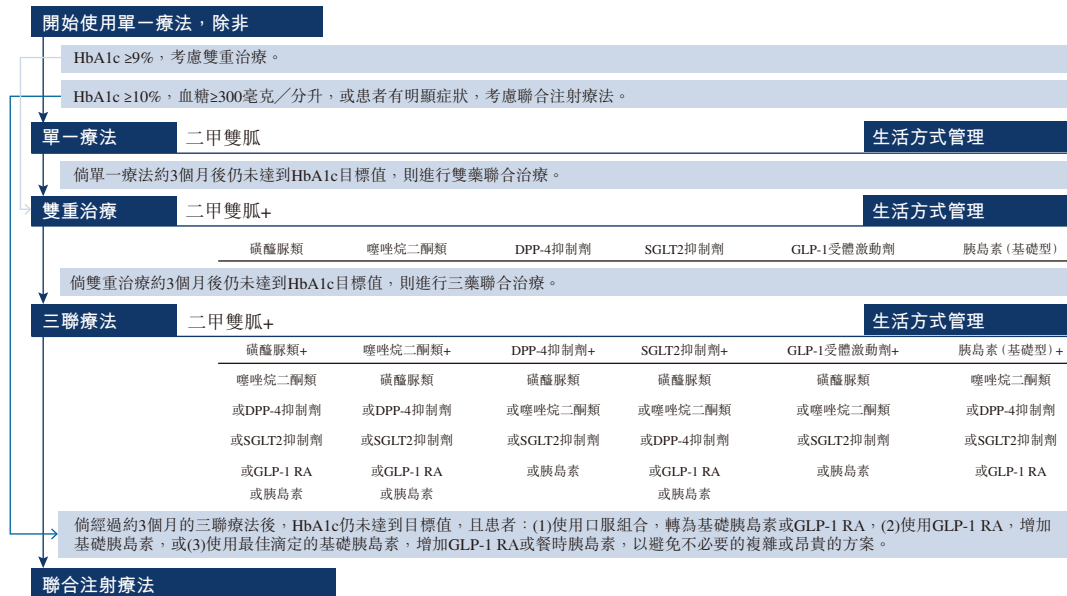 開始使用單一療法，除非
HbA1c ≥9%，考慮雙重治療。
HbA1c ≥10%，血糖≥300毫克／分升，或患者有明顯症狀，考慮聯合注射療法。
單一療法 二甲雙胍 生活方式管理
倘單一療法約3個月後仍未達到HbA1c目標值，則進行雙藥聯合治療。
雙重治療 二甲雙胍+ 生活方式管理
磺醯脲類 噻唑烷二酮類 DPP-4抑制劑 SGLT2抑制劑 GLP-1受體激動劑 胰島素（基礎型）
倘雙重治療約3個月後仍未達到HbA1c目標值，則進行三藥聯合治療。
三聯療法 二甲雙胍+ 生活方式管理
磺醯脲類+ 噻唑烷二酮類+ DPP-4抑制劑+ SGLT2抑制劑+ GLP-1受體激動劑+ 胰島素（基礎型）+
噻唑烷二酮類 磺醯脲類 磺醯脲類 磺醯脲類 磺醯脲類 噻唑烷二酮類
或DPP-4抑制劑 或DPP-4抑制劑 或噻唑烷二酮類 或噻唑烷二酮類 或噻唑烷二酮類 或DPP-4抑制劑
或SGLT2抑制劑 或SGLT2抑制劑 或SGLT2抑制劑 或DPP-4抑制劑 或SGLT2抑制劑 或SGLT2抑制劑
或GLP-1 RA 或GLP-1 RA 或胰島素 或GLP-1 RA 或胰島素 或GLP-1 RA
或胰島素 或胰島素 或胰島素
倘經過約3個月的三聯療法後，HbA1c仍未達到目標值，且患者：(1)使用口服組合，轉為基礎胰島素或GLP-1 RA，(2)使用GLP-1 RA，增加
基礎胰島素，或(3)使用最佳滴定的基礎胰島素，增加GLP-1 RA或餐時胰島素，以避免不必要的複雜或昂貴的方案。
聯合注射療法